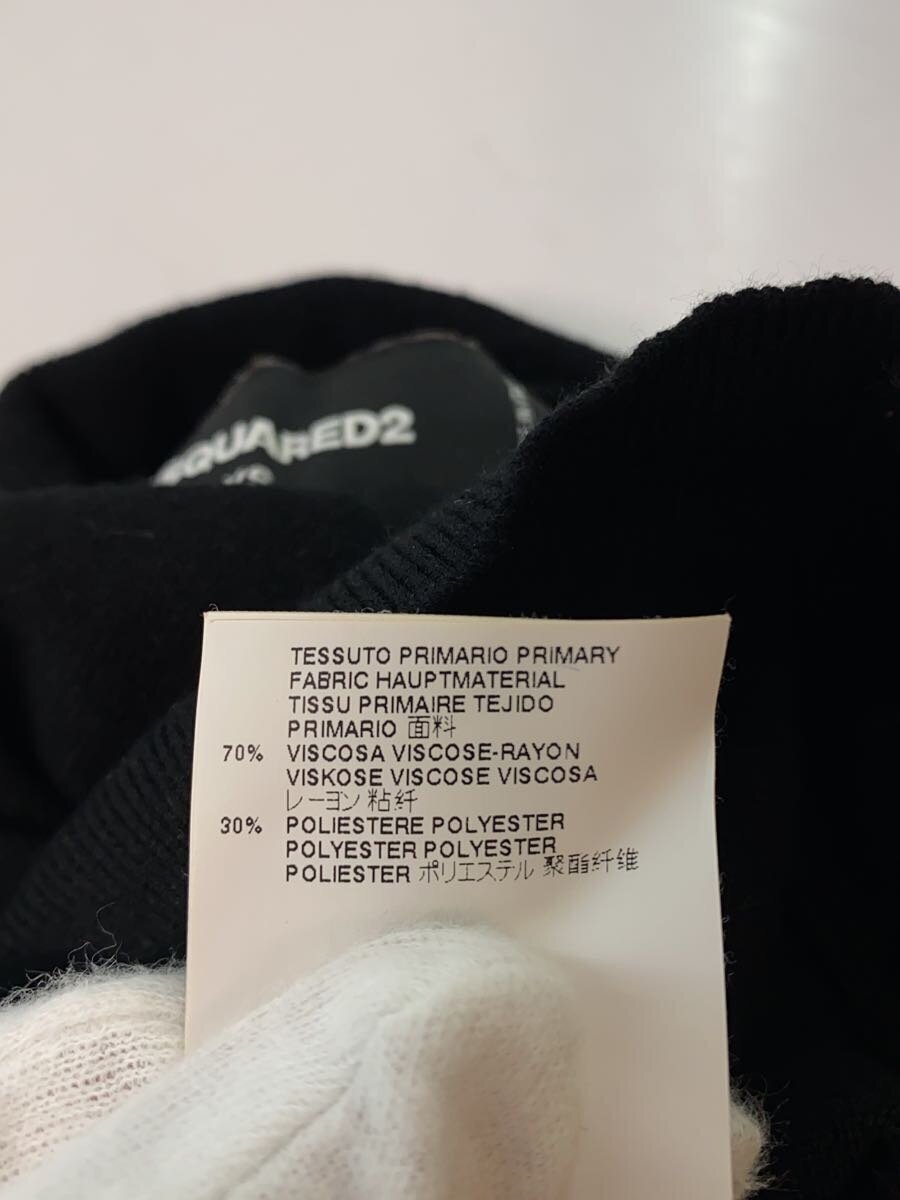 SQUARED2
XS
TESSUTO PRIMARIO PRIMARY
FABRIC HAUPTMATERIAL
TISSU PRIMAIRE TEJIDO
PRIMARIO 面料
70% VISCOSA VISCOSE-RAYON
VISKOSE VISCOSE VISCOSA
レーヨン 粘纤
30% POLIESTERE POLYESTER
POLYESTER POLYESTER
POLIESTER ポリエステル 聚酯纤维